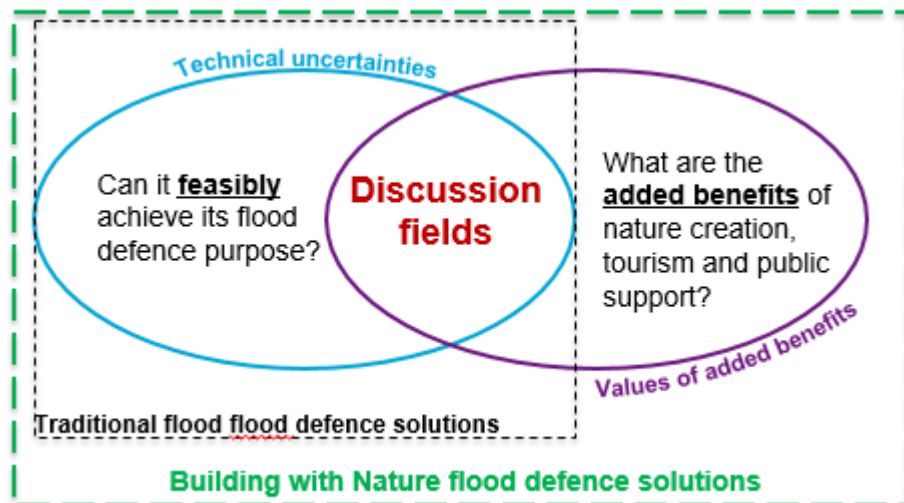 Technical uncertainties
Can it feasibly
achieve its flood
defence purpose?
Discussion
fields
What are the
added benefits of
nature creation,
tourism and public
support?
Values of added benefits
Traditional flood flood defence solutions
Building with Nature flood defence solutions